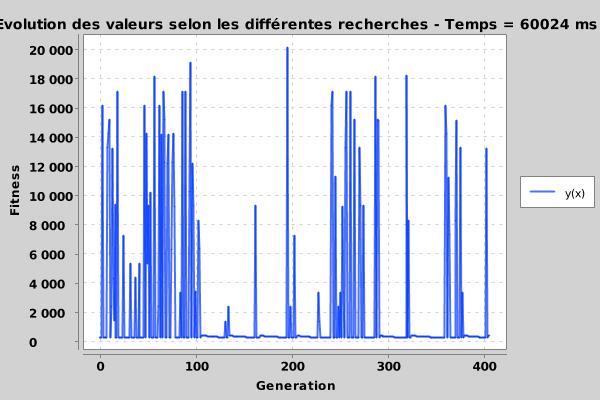 Evolution des valeurs selon les différentes recherches - Temps = 60024 ms
20 000
18 000
16 000
14 000
12 000
10 000
8 000
6 000
4 000
2 000
0
Fitness
0 100 200 300 400
Generation
y(x)